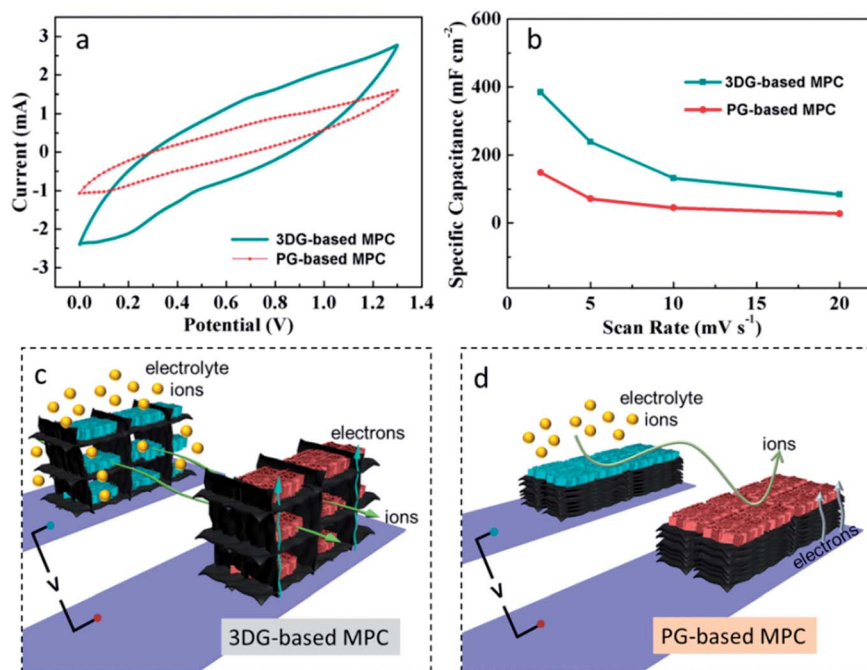 a
Current (mA)
3
2
1
0
-1
-2
-3
3DG-based MPC
PG-based MPC
0.0 0.2 0.4 0.6 0.8 1.0 1.2 1.4
Potential (V)
b
Specific Capacitance (mF cm⁻²)
600
400
200
0
3DG-based MPC
PG-based MPC
0 5 10 15 20
Scan Rate (mV s⁻¹)
c
electrolyte
ions
electrons
ions
V
3DG-based MPC
d
electrolyte
ions
ions
electrons
V
PG-based MPC